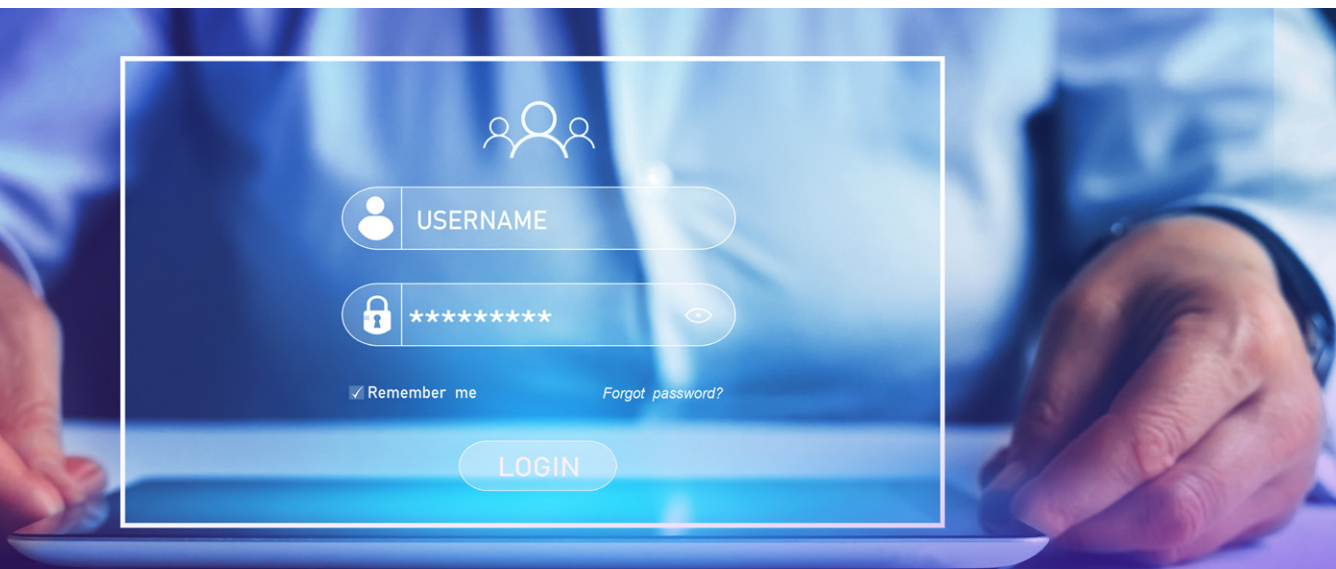 USERNAME
*********
Remember me
Forgot password?
LOGIN